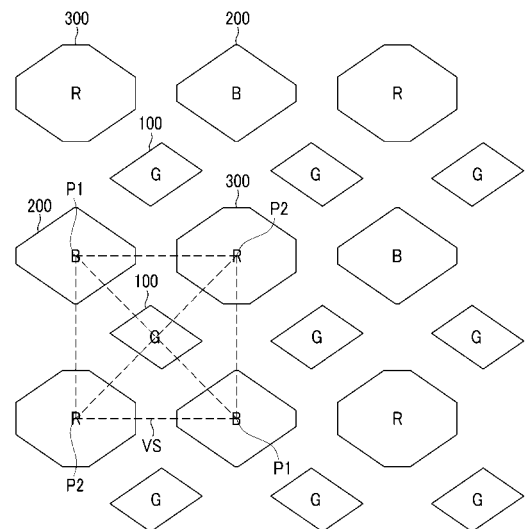 300 200
R B R
100
G G G
P1
200 300 P2
B R B
100
G G G
R B R
VS
P2 P1
G G G